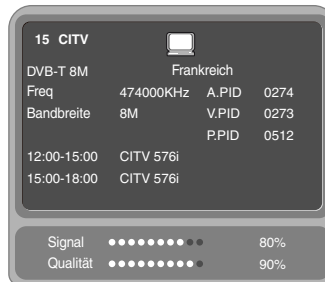 15 CITV
DVB-T 8M Frankreich
Freq 474000KHz A.PID 0274
Bandbreite 8M V.PID 0273
P.PID 0512
12:00-15:00 CITV 576i
15:00-18:00 CITV 576i
Signal 80%
Qualität 90%